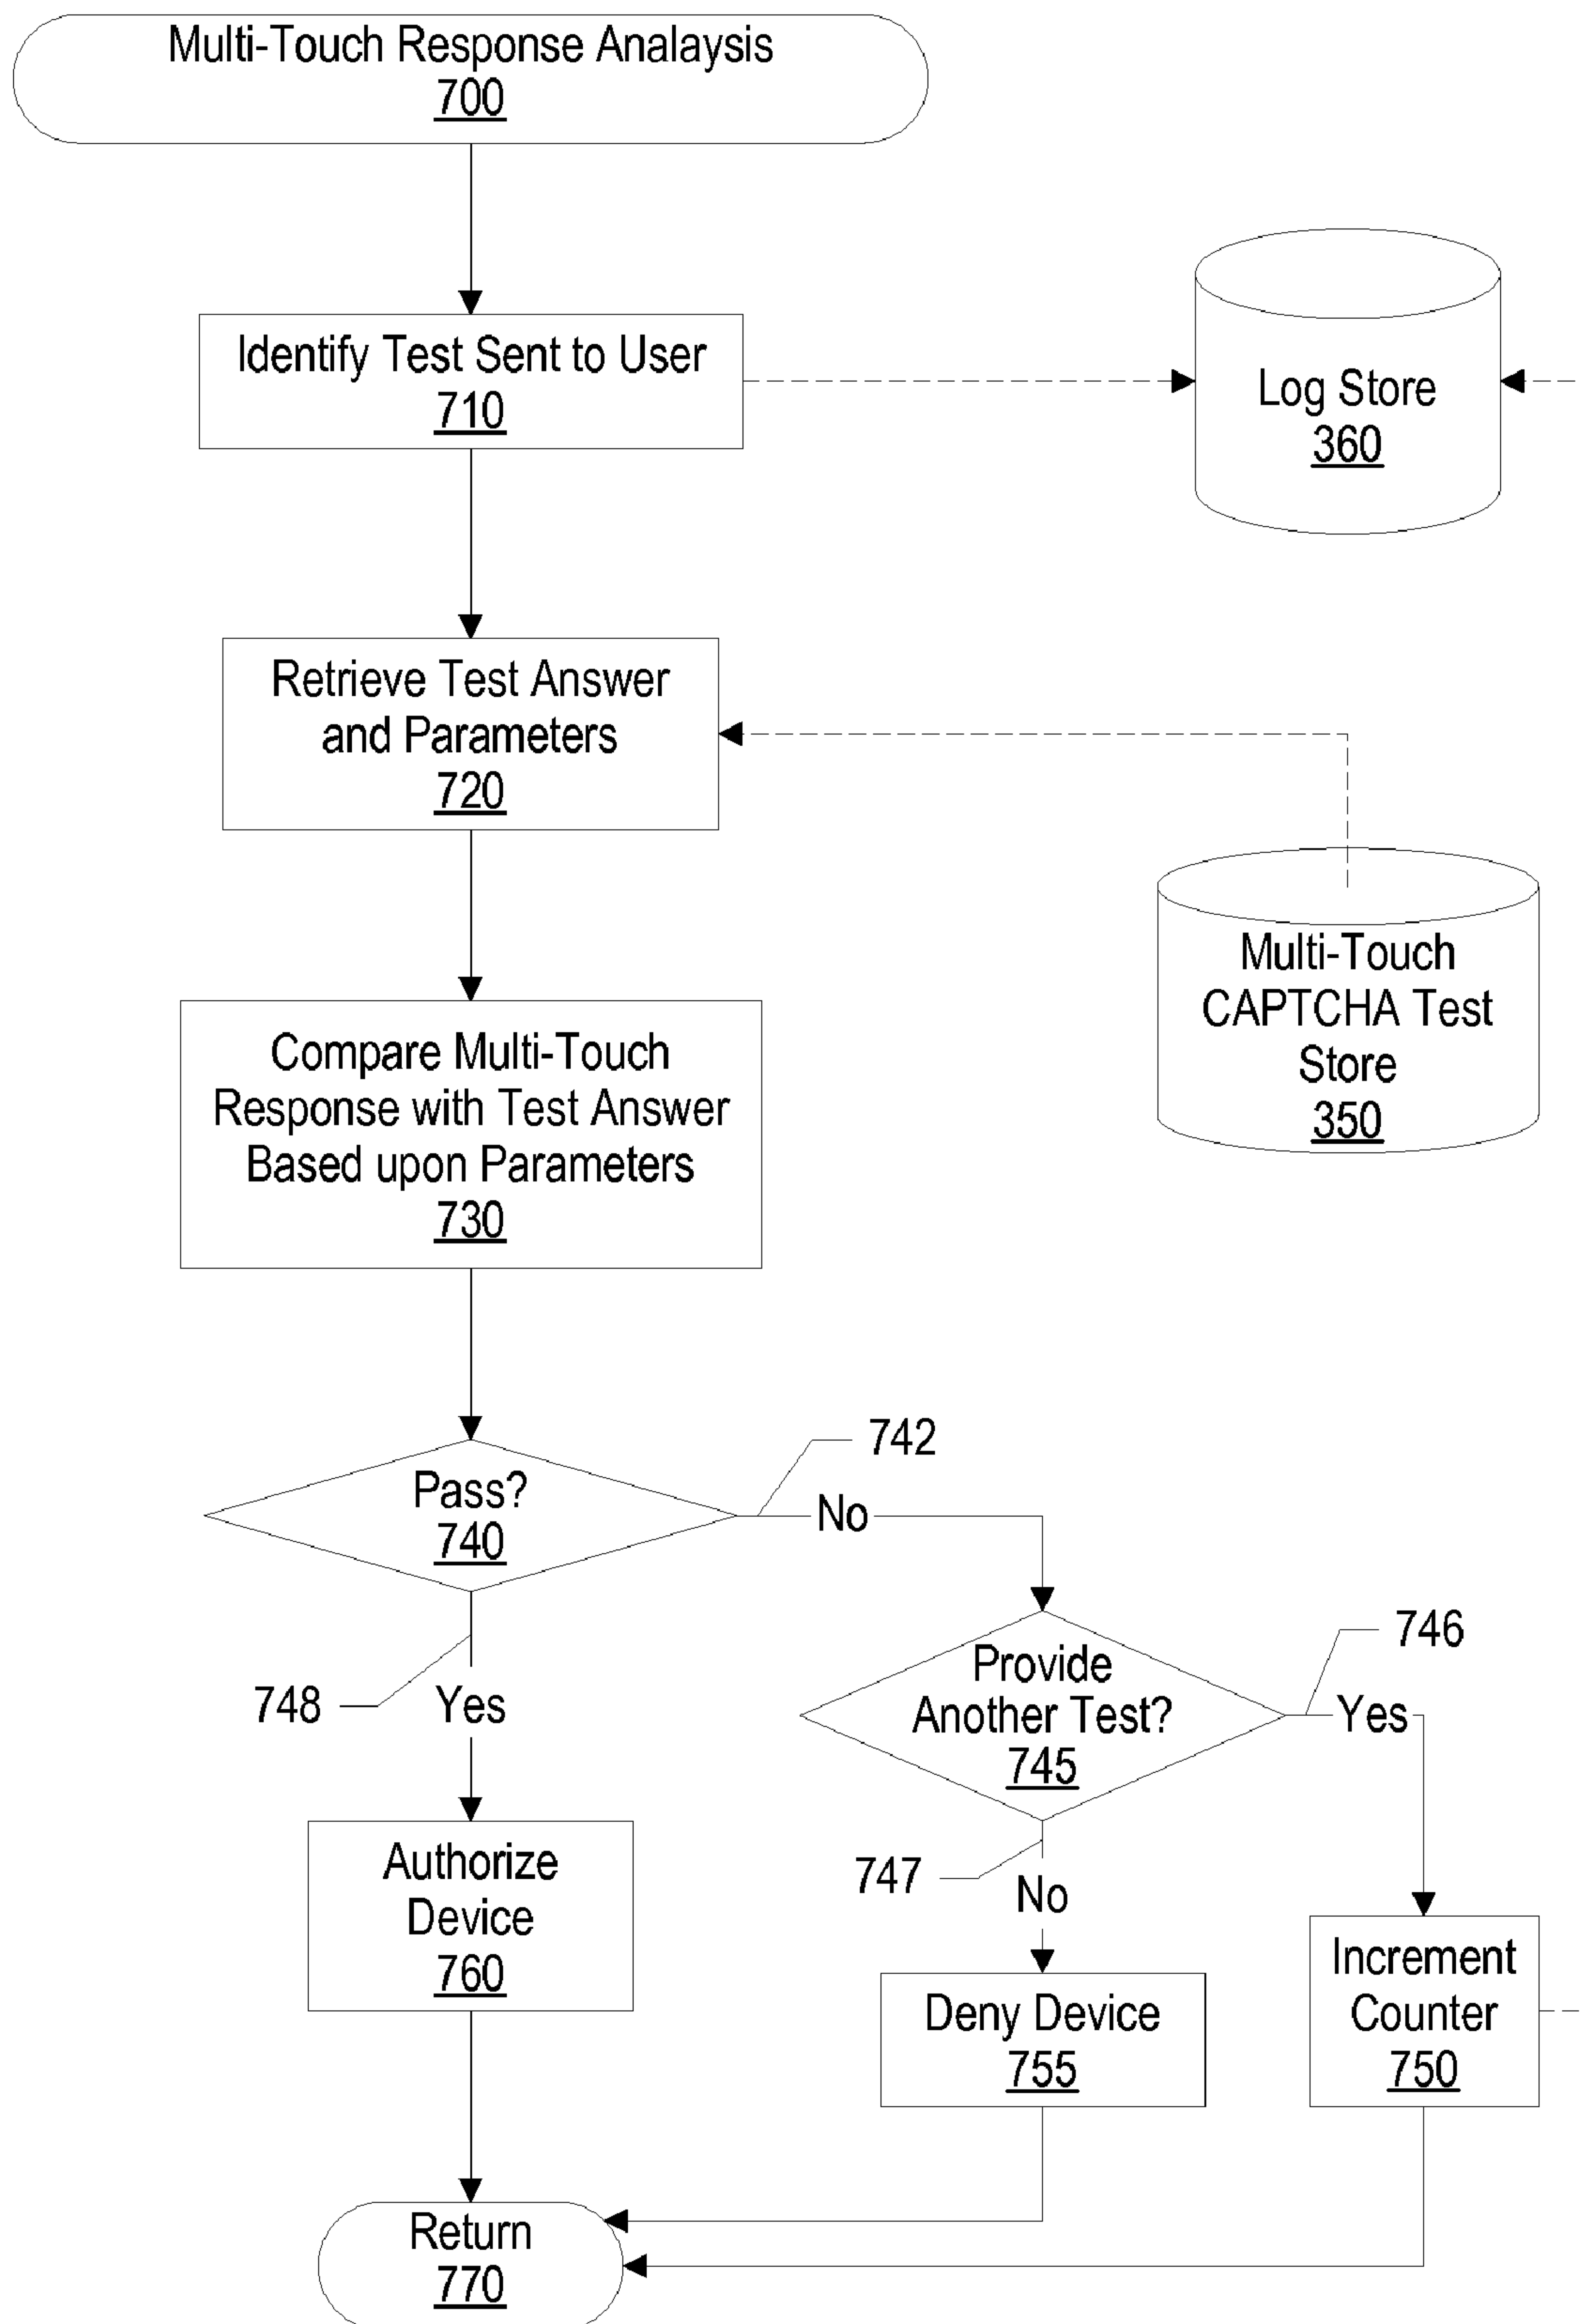 Multi-Touch Response Analaysis
700
Identify Test Sent to User
710
Log Store
360
Retrieve Test Answer
and Parameters
720
Multi-Touch
CAPTCHA Test
Store
350
Compare Multi-Touch
Response with Test Answer
Based upon Parameters
730
742
Pass?
740
No
746
748
Yes
Provide
Another Test?
745
Yes
747
No
Authorize
Device
760
Deny Device
755
Increment
Counter
750
Return
770